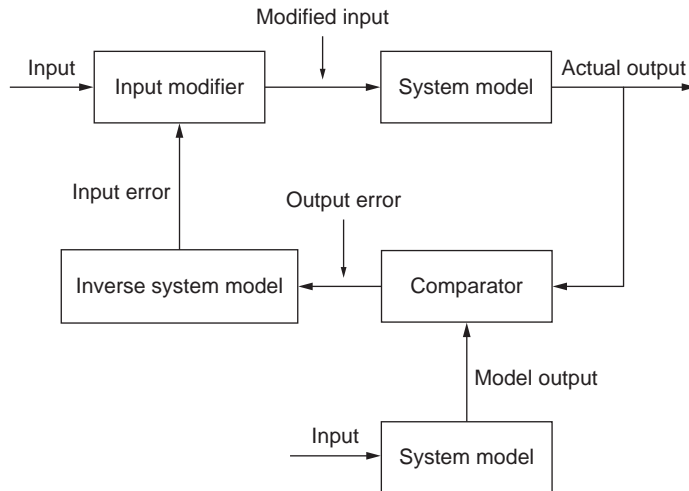 Modified input
Input
Input modifier
System model
Actual output
Input error
Output error
Inverse system model
Comparator
Model output
Input
System model